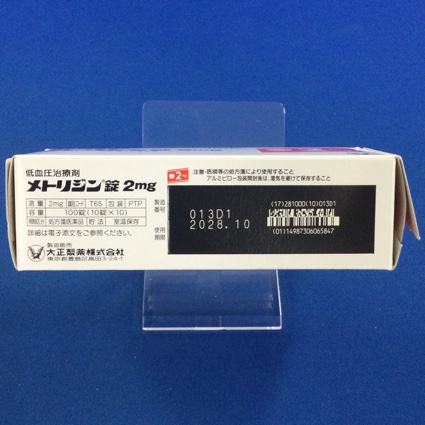 低血圧治療剤
メトリジン®錠2mg
含量 2mg 識別コード T65 包装 PTP
容量 100錠(10錠×10)
規制区分 処方箋医薬品 貯法 室温保存
詳細は電子添文をご参照ください。
製造販売
大正製薬株式会社
東京都豊島区高田3-24-1
2mg
注意-医師等の処方箋により使用すること
アルミピロー包装開封後は、湿気を避けて保存すること
製造番号 013D1
使用期限 2028.10
(17)281000(10)013D1
(01)14987306065847